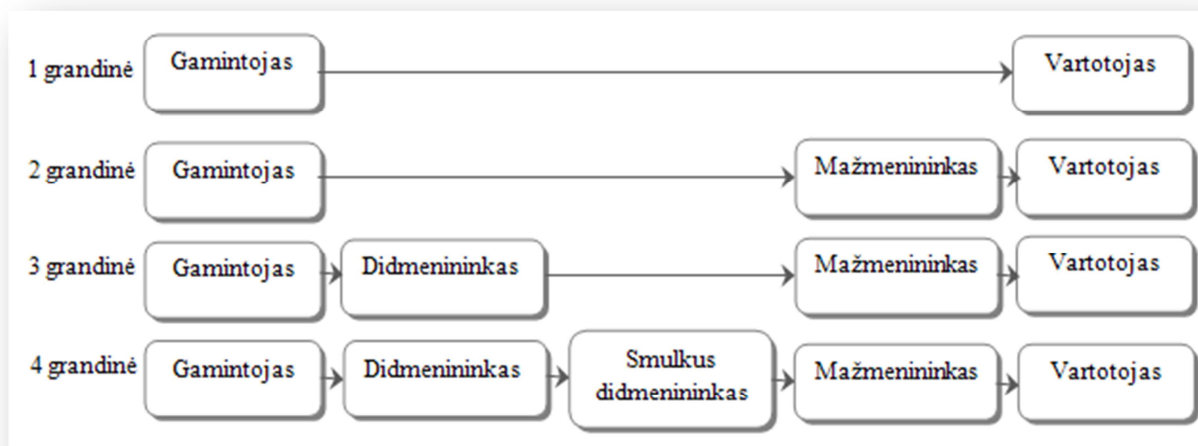 1 grandinė Gamintojas Vartotojas
2 grandinė Gamintojas Mažmenininkas Vartotojas
3 grandinė Gamintojas Didmenininkas Mažmenininkas Vartotojas
4 grandinė Gamintojas Didmenininkas Smulkus didmenininkas Mažmenininkas Vartotojas